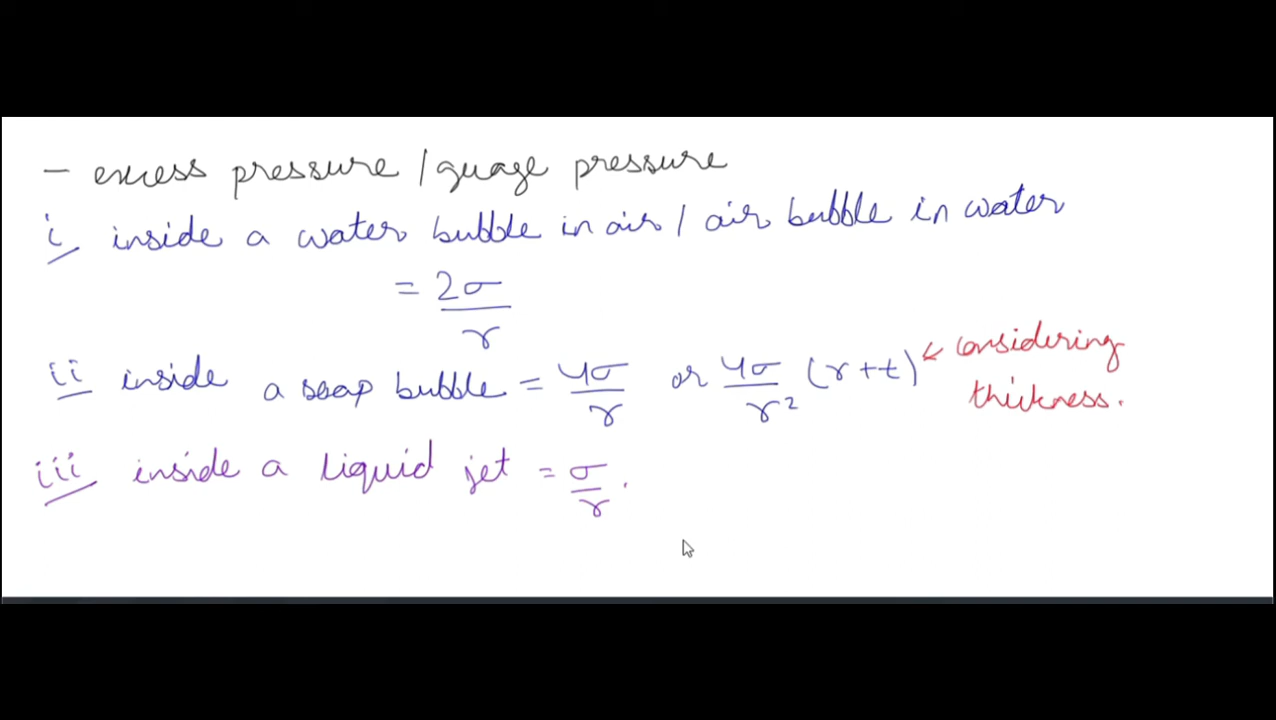 - excess pressure / guage pressure
i inside a water bubble in air / air bubble in water
= 2σ/r
ii inside a soap bubble = 4σ/r or 4σ/r² (r+t) ← considering thickness.
iii inside a liquid jet = σ/r.